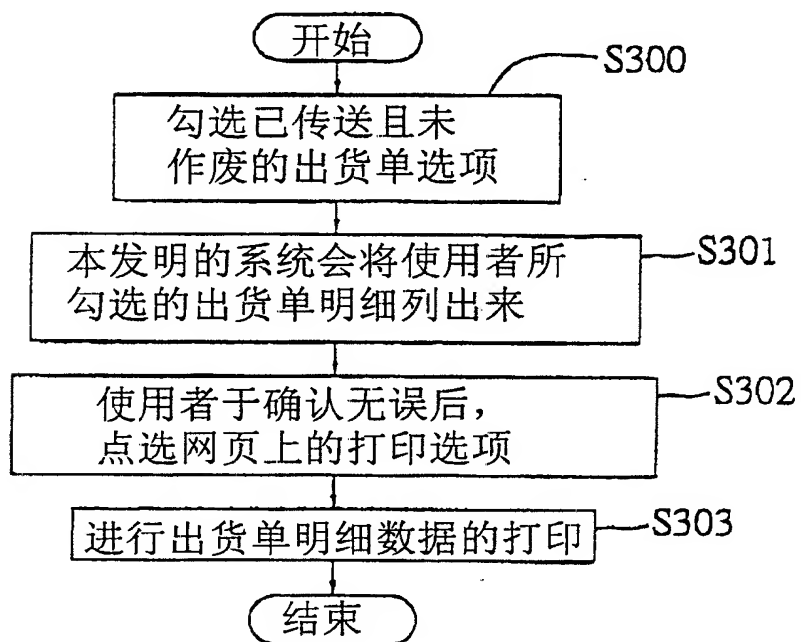 开始
S300
勾选已传送且未
作废的出货单选项
S301
本发明的系统会将使用者所
勾选的出货单明细列出来
S302
使用者于确认无误后，
点选网页上的打印选项
S303
进行出货单明细数据的打印
结束